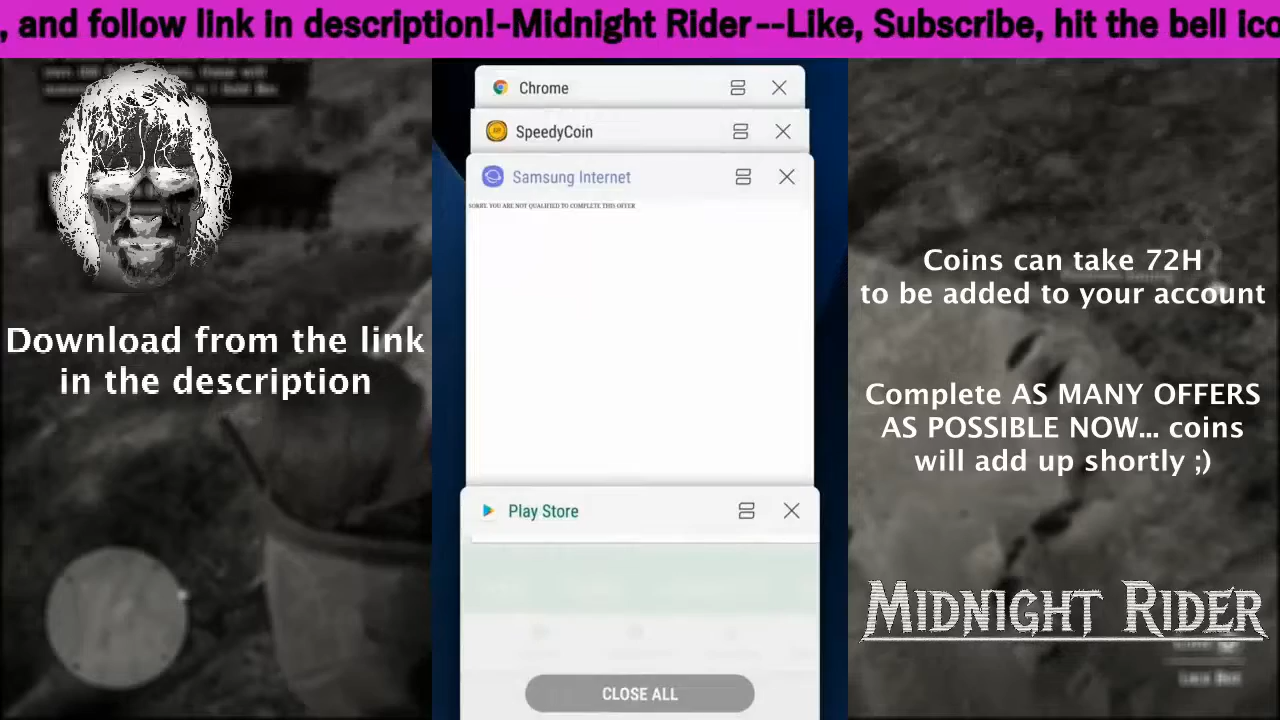 , and follow link in description!-Midnight Rider--Like, Subscribe, hit the bell ico
Chrome
SpeedyCoin
Samsung Internet
SORRY, YOU ARE NOT QUALIFIED TO COMPLETE THIS OFFER
Play Store
CLOSE ALL
Download from the link
in the description
Coins can take 72H
to be added to your account
Complete AS MANY OFFERS
AS POSSIBLE NOW... coins
will add up shortly ;)
MIDNIGHT RIDER